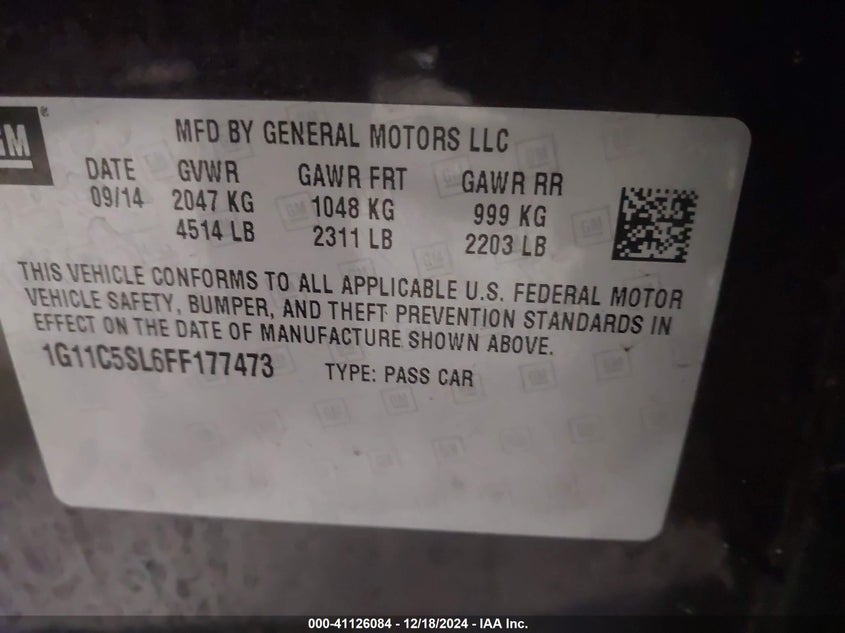 GM®
MFD BY GENERAL MOTORS LLC
DATE GVWR GAWR FRT GAWR RR
09/14 2047 KG 1048 KG 999 KG
4514 LB 2311 LB 2203 LB
THIS VEHICLE CONFORMS TO ALL APPLICABLE U.S. FEDERAL MOTOR
VEHICLE SAFETY, BUMPER, AND THEFT PREVENTION STANDARDS IN
EFFECT ON THE DATE OF MANUFACTURE SHOWN ABOVE.
1G11C5SL6FF177473 TYPE: PASS CAR
000-41126084 - 12/18/2024 - IAA Inc.